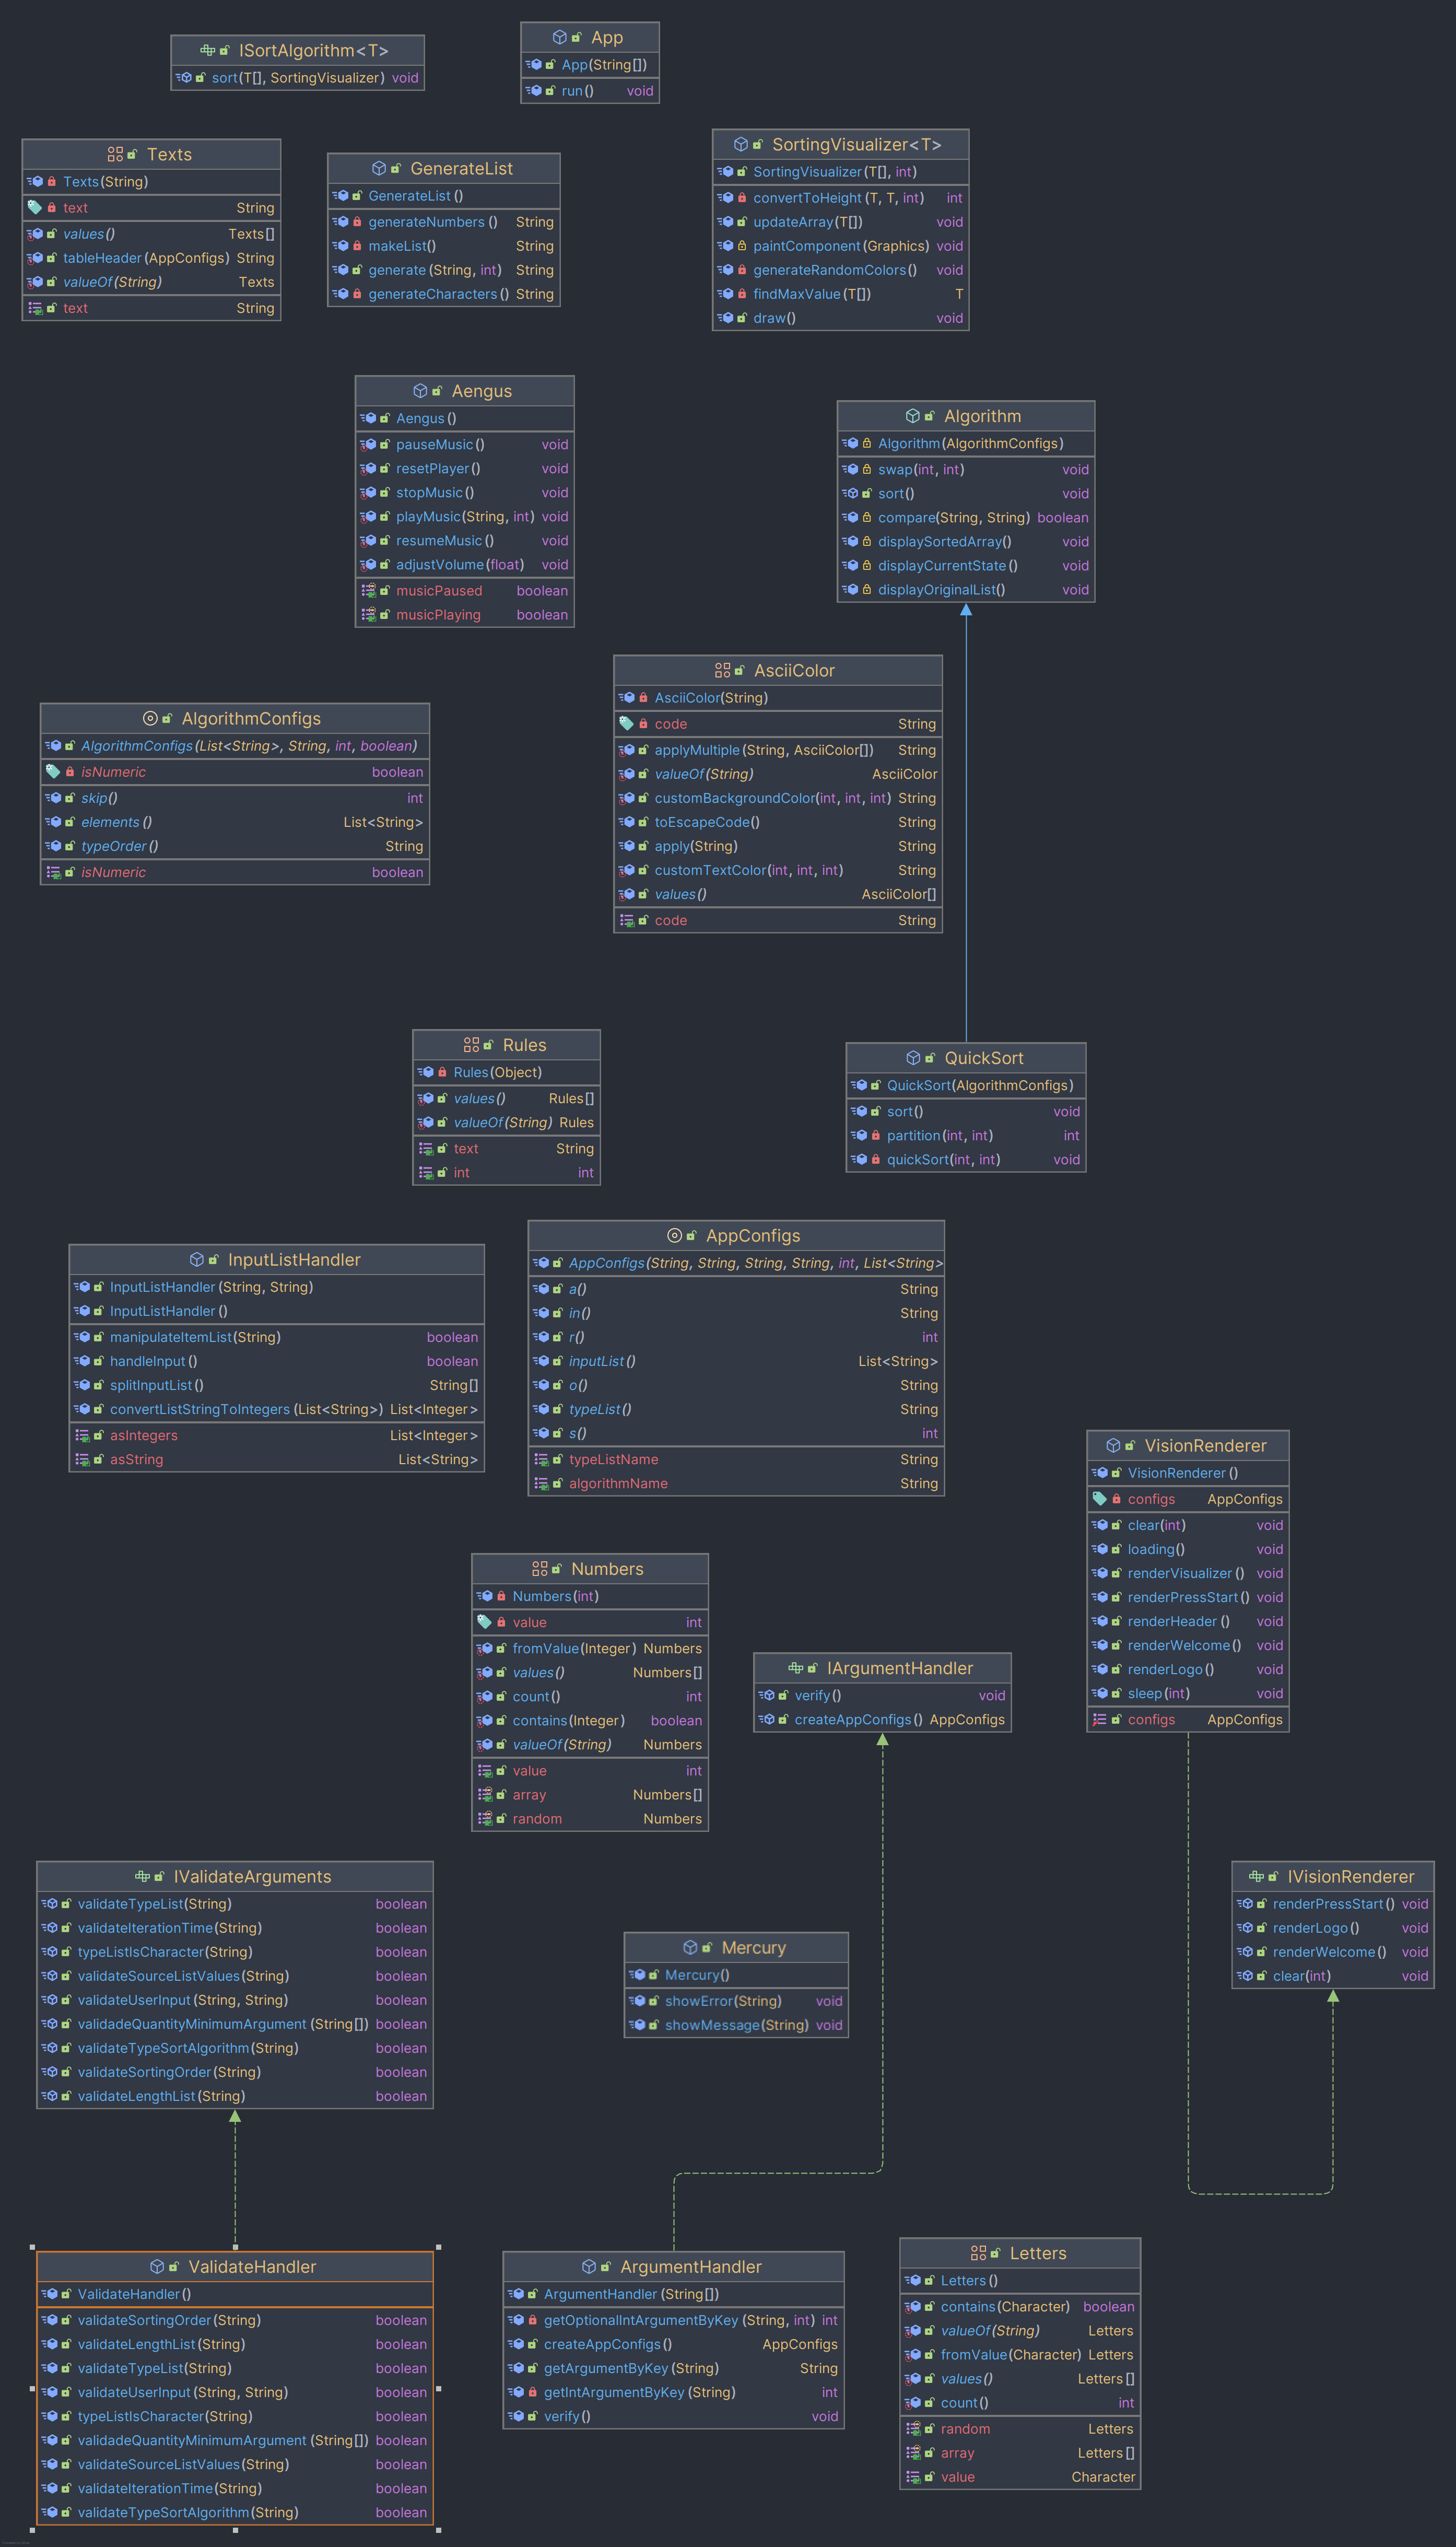 ISortAlgorithm<T>
sort(T[], SortingVisualizer) void
App
App(String[])
run() void
Texts
Texts(String)
text String
values() Texts[]
tableHeader(AppConfigs) String
valueOf(String) Texts
text String
GenerateList
GenerateList()
generateNumbers() String
makeList() String
generate(String, int) String
generateCharacters() String
SortingVisualizer<T>
SortingVisualizer(T[], int)
convertToHeight(T, T, int) int
updateArray(T[]) void
paintComponent(Graphics) void
generateRandomColors() void
findMaxValue(T[]) T
draw() void
Aengus
Aengus()
pauseMusic() void
resetPlayer() void
stopMusic() void
playMusic(String, int) void
resumeMusic() void
adjustVolume(float) void
musicPaused boolean
musicPlaying boolean
Algorithm
Algorithm(AlgorithmConfigs)
swap(int, int) void
sort() void
compare(String, String) boolean
displaySortedArray() void
displayCurrentState() void
displayOriginalList() void
AsciiColor
AsciiColor(String)
code String
applyMultiple(String, AsciiColor[]) String
valueOf(String) AsciiColor
customBackgroundColor(int, int, int) String
toEscapeCode() String
apply(String) String
customTextColor(int, int, int) String
values() AsciiColor[]
code String
AlgorithmConfigs
AlgorithmConfigs(List<String>, String, int, boolean)
isNumeric boolean
skip() int
elements() List<String>
typeOrder() String
isNumeric boolean
Rules
Rules(Object)
values() Rules[]
valueOf(String) Rules
text String
int int
QuickSort
QuickSort(AlgorithmConfigs)
sort() void
partition(int, int) int
quickSort(int, int) void
InputListHandler
InputListHandler(String, String)
InputListHandler()
manipulateItemList(String) boolean
handleInput() boolean
splitInputList() String[]
convertListStringToIntegers(List<String>) List<Integer>
asIntegers List<Integer>
asString List<String>
AppConfigs
AppConfigs(String, String, String, String, int, List<String>
a() String
in() String
r() int
inputList() List<String>
o() String
typeList() String
s() int
typeListName String
algorithmName String
VisionRenderer
VisionRenderer()
configs AppConfigs
clear(int) void
loading() void
renderVisualizer() void
renderPressStart() void
renderHeader() void
renderWelcome() void
renderLogo() void
sleep(int) void
configs AppConfigs
Numbers
Numbers(int)
value int
fromValue(Integer) Numbers
values() Numbers[]
count() int
contains(Integer) boolean
valueOf(String) Numbers
value int
array Numbers[]
random Numbers
IArgumentHandler
verify() void
createAppConfigs() AppConfigs
IValidateArguments
validateTypeList(String) boolean
validateIterationTime(String) boolean
typeListIsCharacter(String) boolean
validateSourceListValues(String) boolean
validateUserInput(String, String) boolean
validadeQuantityMinimumArgument(String[]) boolean
validateTypeSortAlgorithm(String) boolean
validateSortingOrder(String) boolean
validateLengthList(String) boolean
IVisionRenderer
renderPressStart() void
renderLogo() void
renderWelcome() void
clear(int) void
Mercury
Mercury()
showError(String) void
showMessage(String) void
ValidateHandler
ValidateHandler()
validateSortingOrder(String) boolean
validateLengthList(String) boolean
validateTypeList(String) boolean
validateUserInput(String, String) boolean
typeListIsCharacter(String) boolean
validadeQuantityMinimumArgument(String[]) boolean
validateSourceListValues(String) boolean
validateIterationTime(String) boolean
validateTypeSortAlgorithm(String) boolean
ArgumentHandler
ArgumentHandler(String[])
getOptionalIntArgumentByKey(String, int) int
createAppConfigs() AppConfigs
getArgumentByKey(String) String
getIntArgumentByKey(String) int
verify() void
Letters
Letters()
contains(Character) boolean
valueOf(String) Letters
fromValue(Character) Letters
values() Letters[]
count() int
random Letters
array Letters[]
value Character